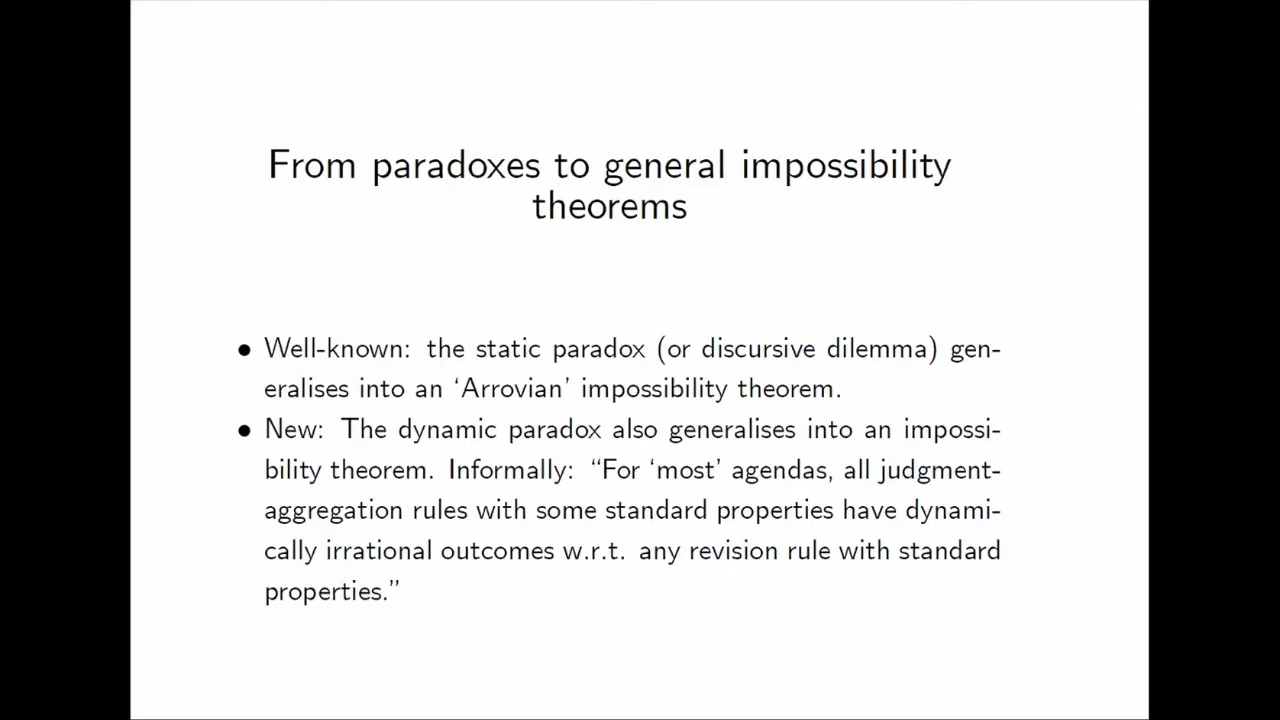 From paradoxes to general impossibility
theorems
• Well-known: the static paradox (or discursive dilemma) gen-
eralises into an ‘Arrovian’ impossibility theorem.
• New: The dynamic paradox also generalises into an impossi-
bility theorem. Informally: “For ‘most’ agendas, all judgment-
aggregation rules with some standard properties have dynami-
cally irrational outcomes w.r.t. any revision rule with standard
properties.”